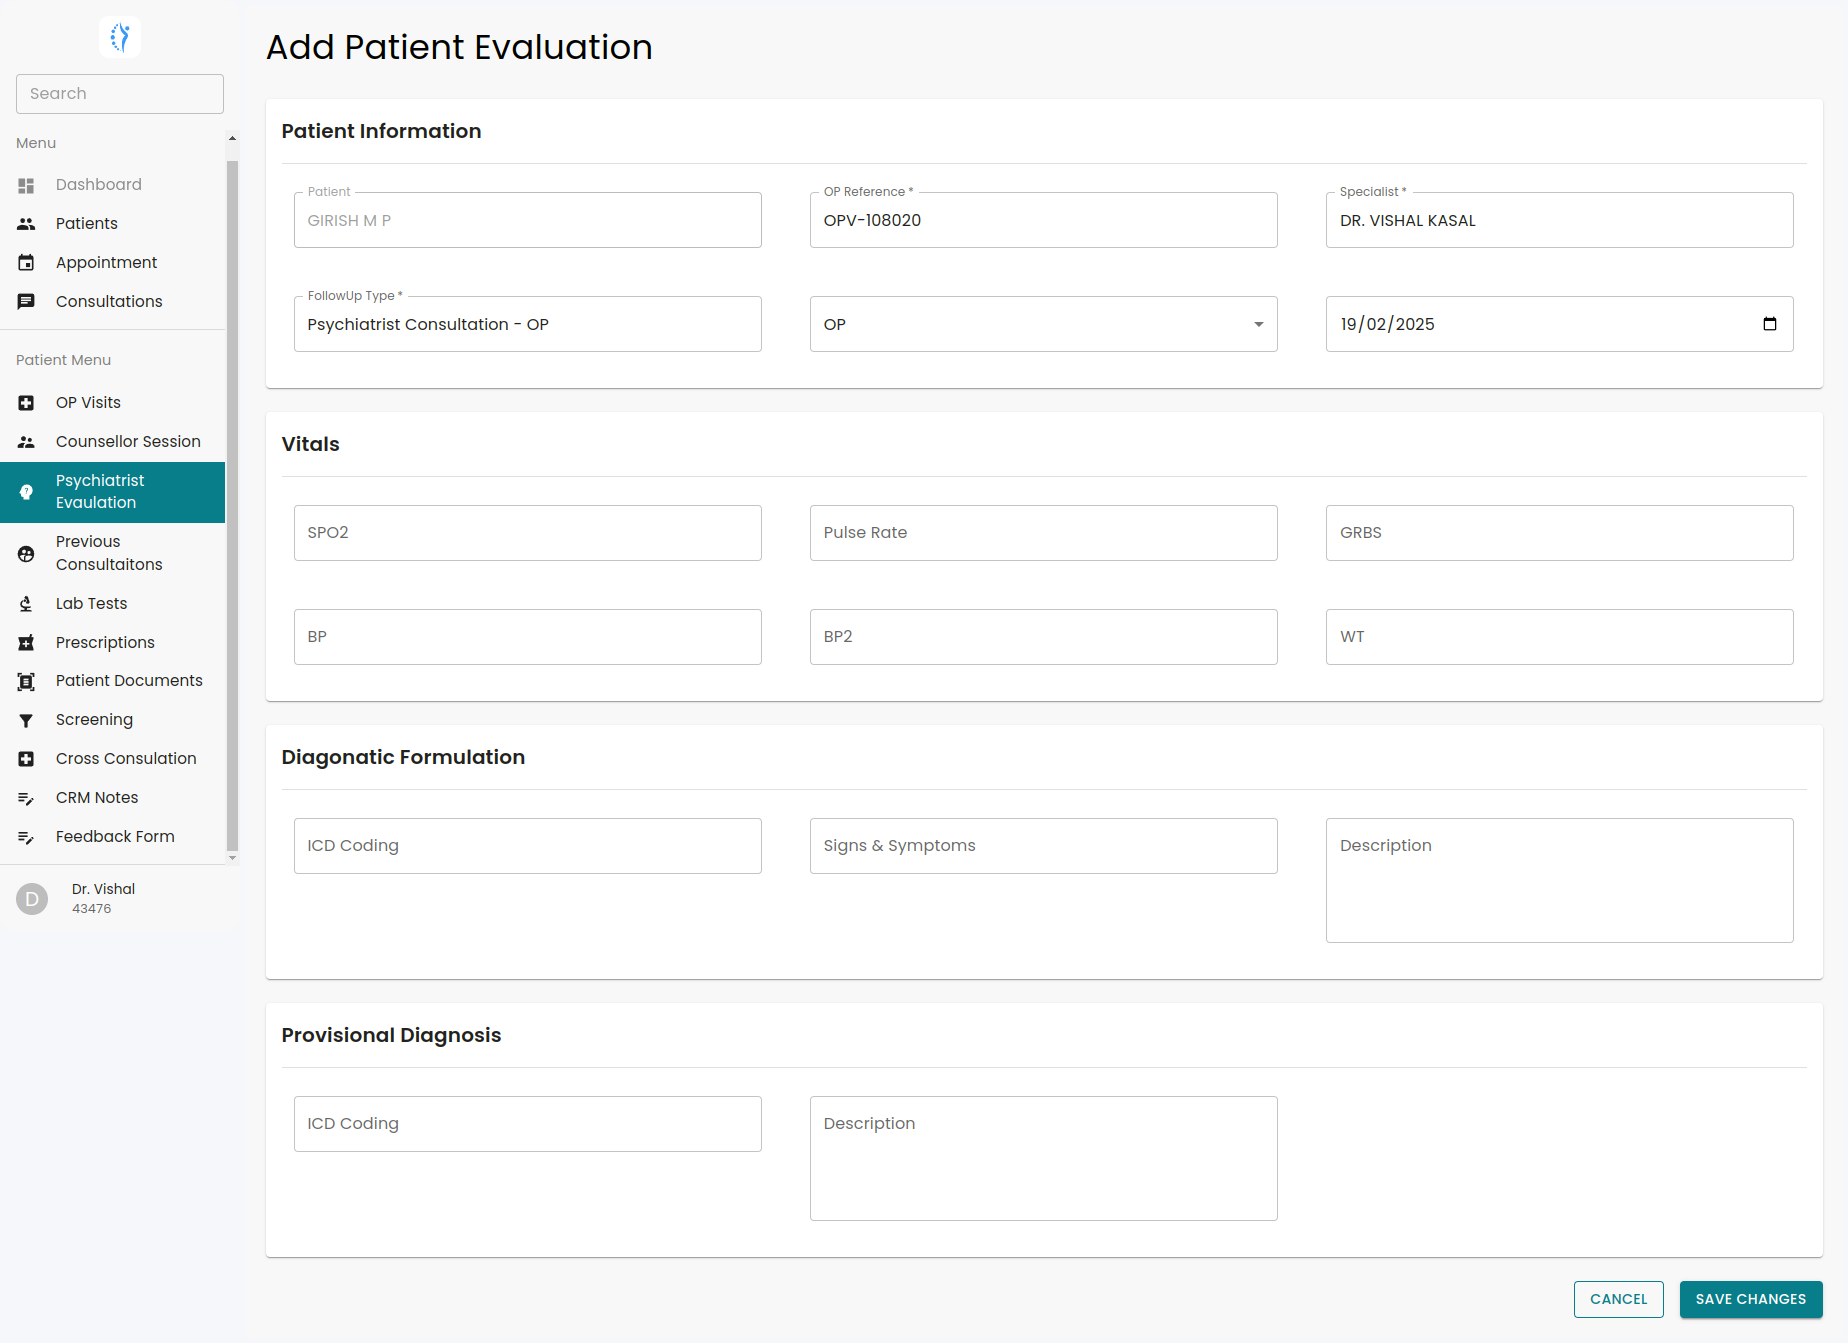 Search
Menu
Dashboard
Patients
Appointment
Consultations
Patient Menu
OP Visits
Counsellor Session
Psychiatrist
Evaulation
Previous
Consultaitons
Lab Tests
Prescriptions
Patient Documents
Screening
Cross Consulation
CRM Notes
Feedback Form
D
Dr. Vishal
43476
Add Patient Evaluation
Patient Information
Patient
GIRISH M P
OP Reference *
OPV-108020
Specialist *
DR. VISHAL KASAL
FollowUp Type *
Psychiatrist Consultation - OP
OP
19/02/2025
Vitals
SPO2
Pulse Rate
GRBS
BP
BP2
WT
Diagonatic Formulation
ICD Coding
Signs & Symptoms
Description
Provisional Diagnosis
ICD Coding
Description
CANCEL
SAVE CHANGES